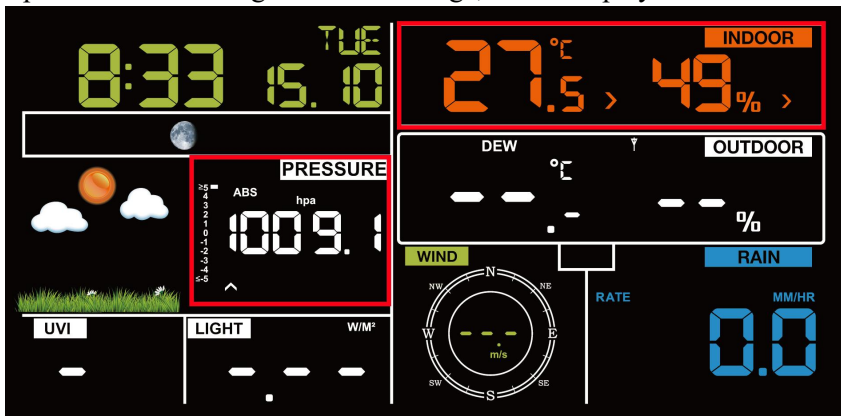 8:33 TUE 15. 10
INDOOR
27.5 °C > 49% >
PRESSURE
ABS hpa
1009.1
≥5
4
3
2
1
0
-1
-2
-3
-4
≤-5
DEW
OUTDOOR
-- .- °C -- %
WIND
N
NE
E
SE
S
SW
W
NW
---
m/s
RAIN
RATE MM/HR
0.0
UVI
-
LIGHT W/M²
--.-